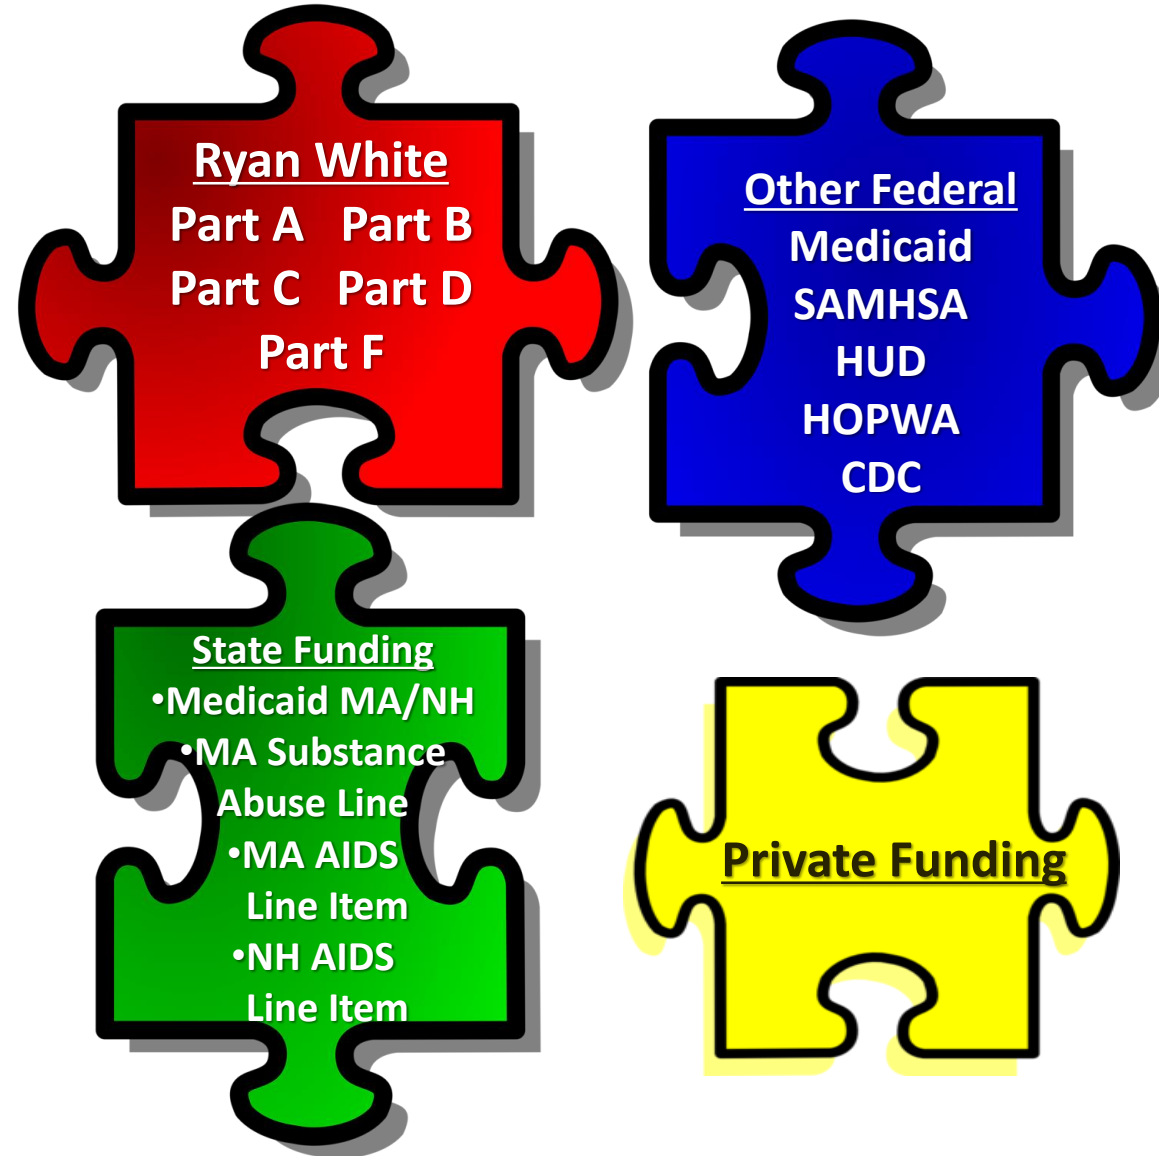 Ryan White
Part A Part B
Part C Part D
Part F
Other Federal
Medicaid
SAMHSA
HUD
HOPWA
CDC
State Funding
•Medicaid MA/NH
•MA Substance
Abuse Line
•MA AIDS
Line Item
•NH AIDS
Line Item
Private Funding